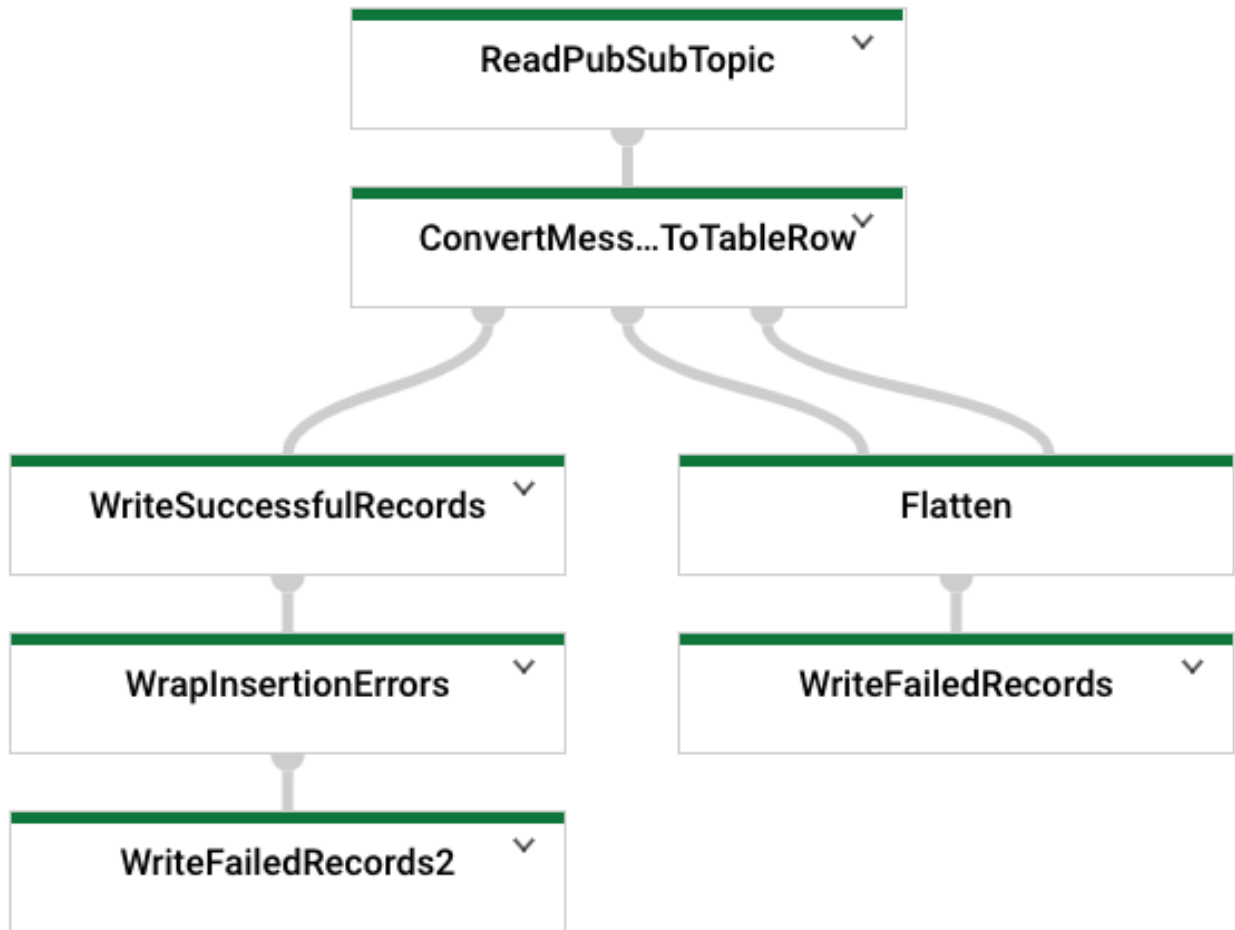 ReadPubSubTopic
ConvertMess...ToTableRow
WriteSuccessfulRecords
Flatten
WrapInsertionErrors
WriteFailedRecords
WriteFailedRecords2